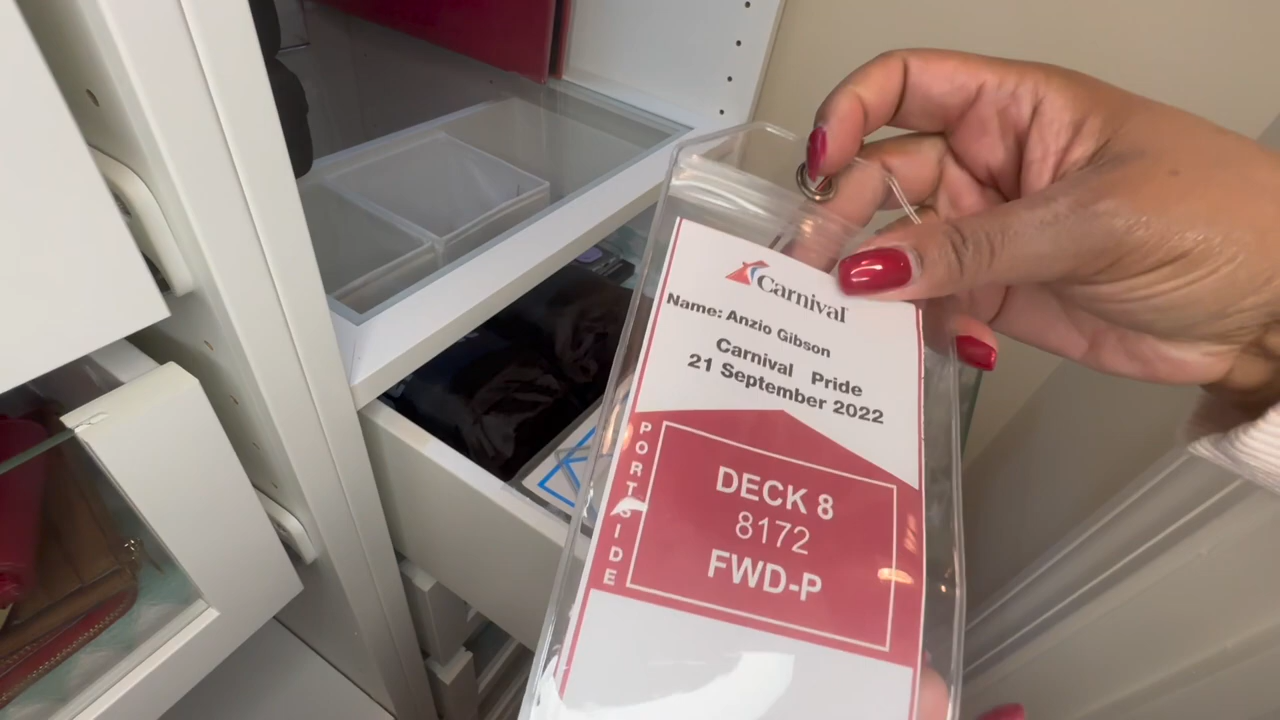 Carnival
Name: Anzio Gibson
Carnival Pride
21 September 2022
PORTSIDE
DECK 8
8172
FWD-P